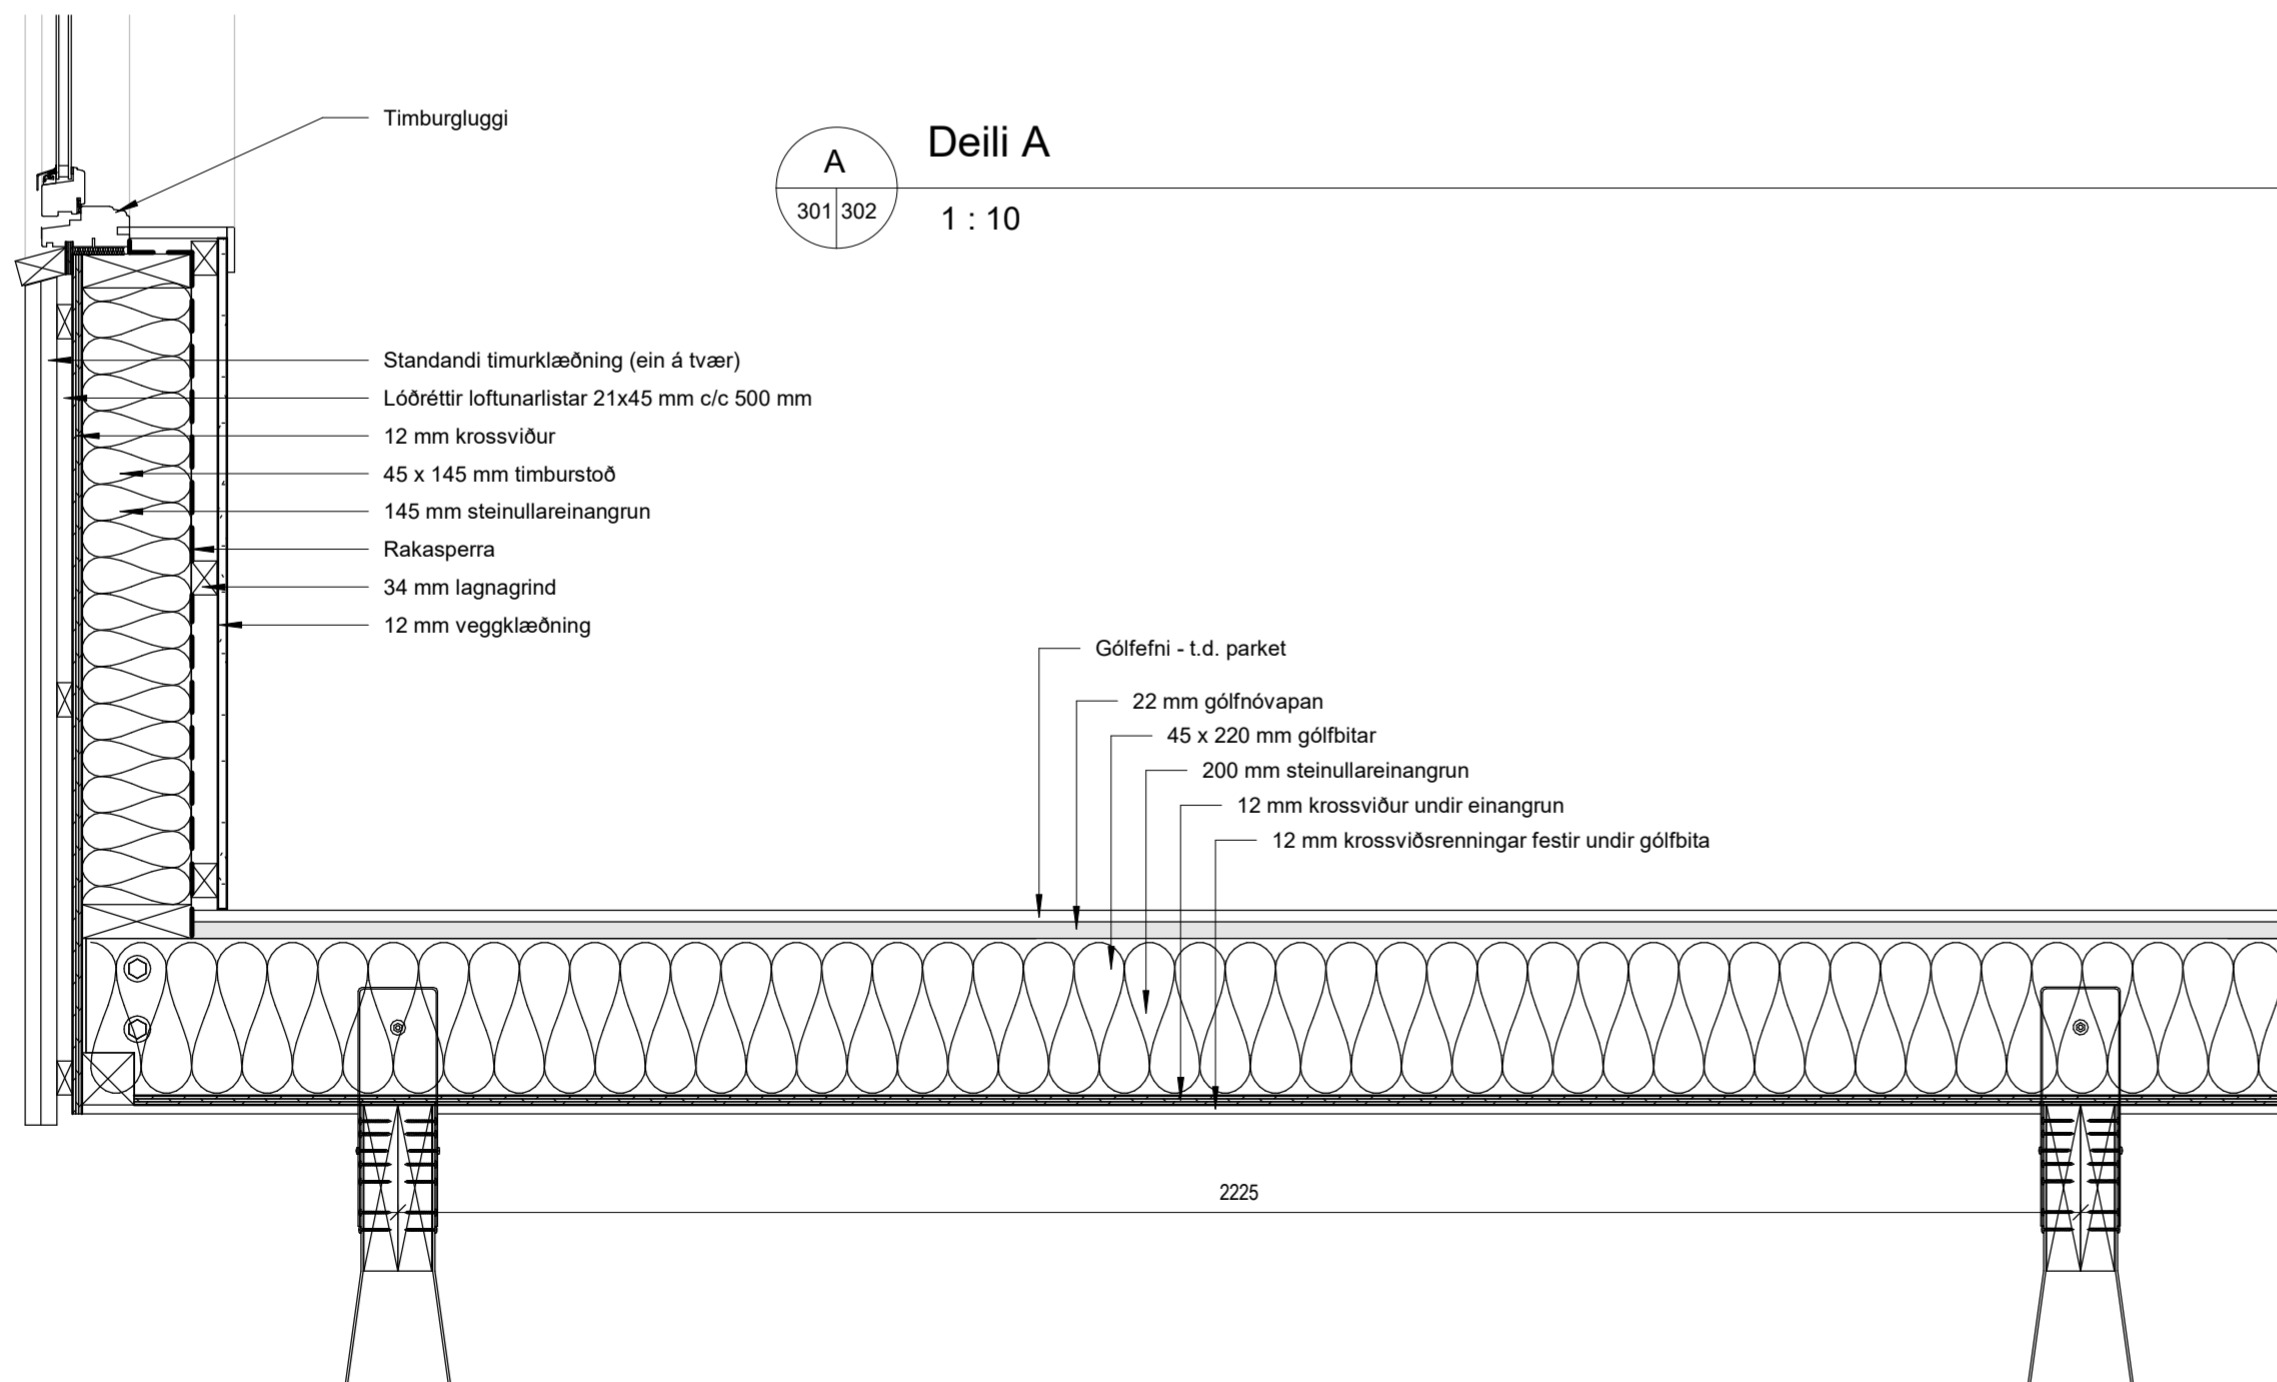 Timburgluggi
A
301 302
Deili A
1 : 10
Standandi timurklæðning (ein á tvær)
Lóðréttir loftunarlistar 21x45 mm c/c 500 mm
12 mm krossviður
45 x 145 mm timburstoð
145 mm steinullareinangrun
Rakasperra
34 mm lagnagrind
12 mm veggklæðning
Gólfefni - t.d. parket
22 mm gólfnóvapan
45 x 220 mm gólfbitar
200 mm steinullareinangrun
12 mm krossviður undir einangrun
12 mm krossviðsrenningar festir undir gólfbita
2225